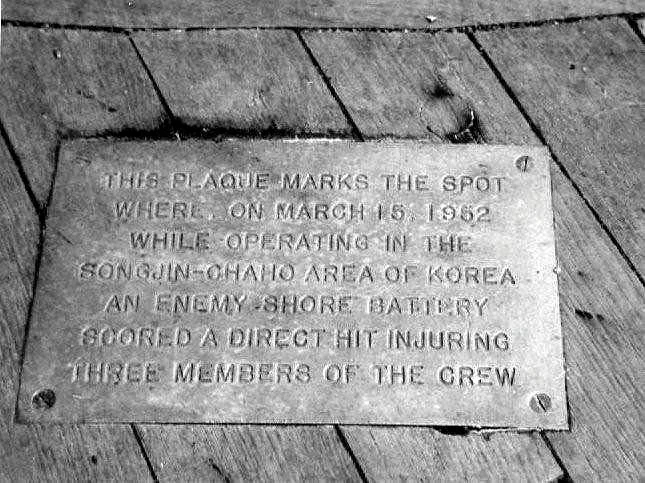 THIS PLAQUE MARKS THE SPOT
WHERE, ON MARCH 15, 1952
WHILE OPERATING IN THE
SONGJIN-CHAHO AREA OF KOREA
AN ENEMY SHORE BATTERY
SCORED A DIRECT HIT INJURING
THREE MEMBERS OF THE CREW